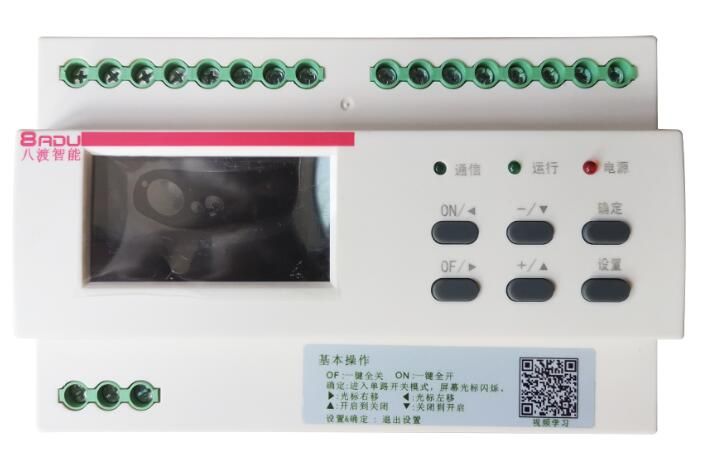 8ADU
八渡智能
通信 运行 电源
ON/◀ －/▼ 确定
OF/▶ +/▲ 设置
基本操作
OF:一键全关 ON:一键全开
确定:进入单路开关模式，屏幕光标闪烁、
▶:光标右移 ◀:光标左移
▲:开启到关闭 ▼:关闭到开启
设置&确定：退出设置
视频学习